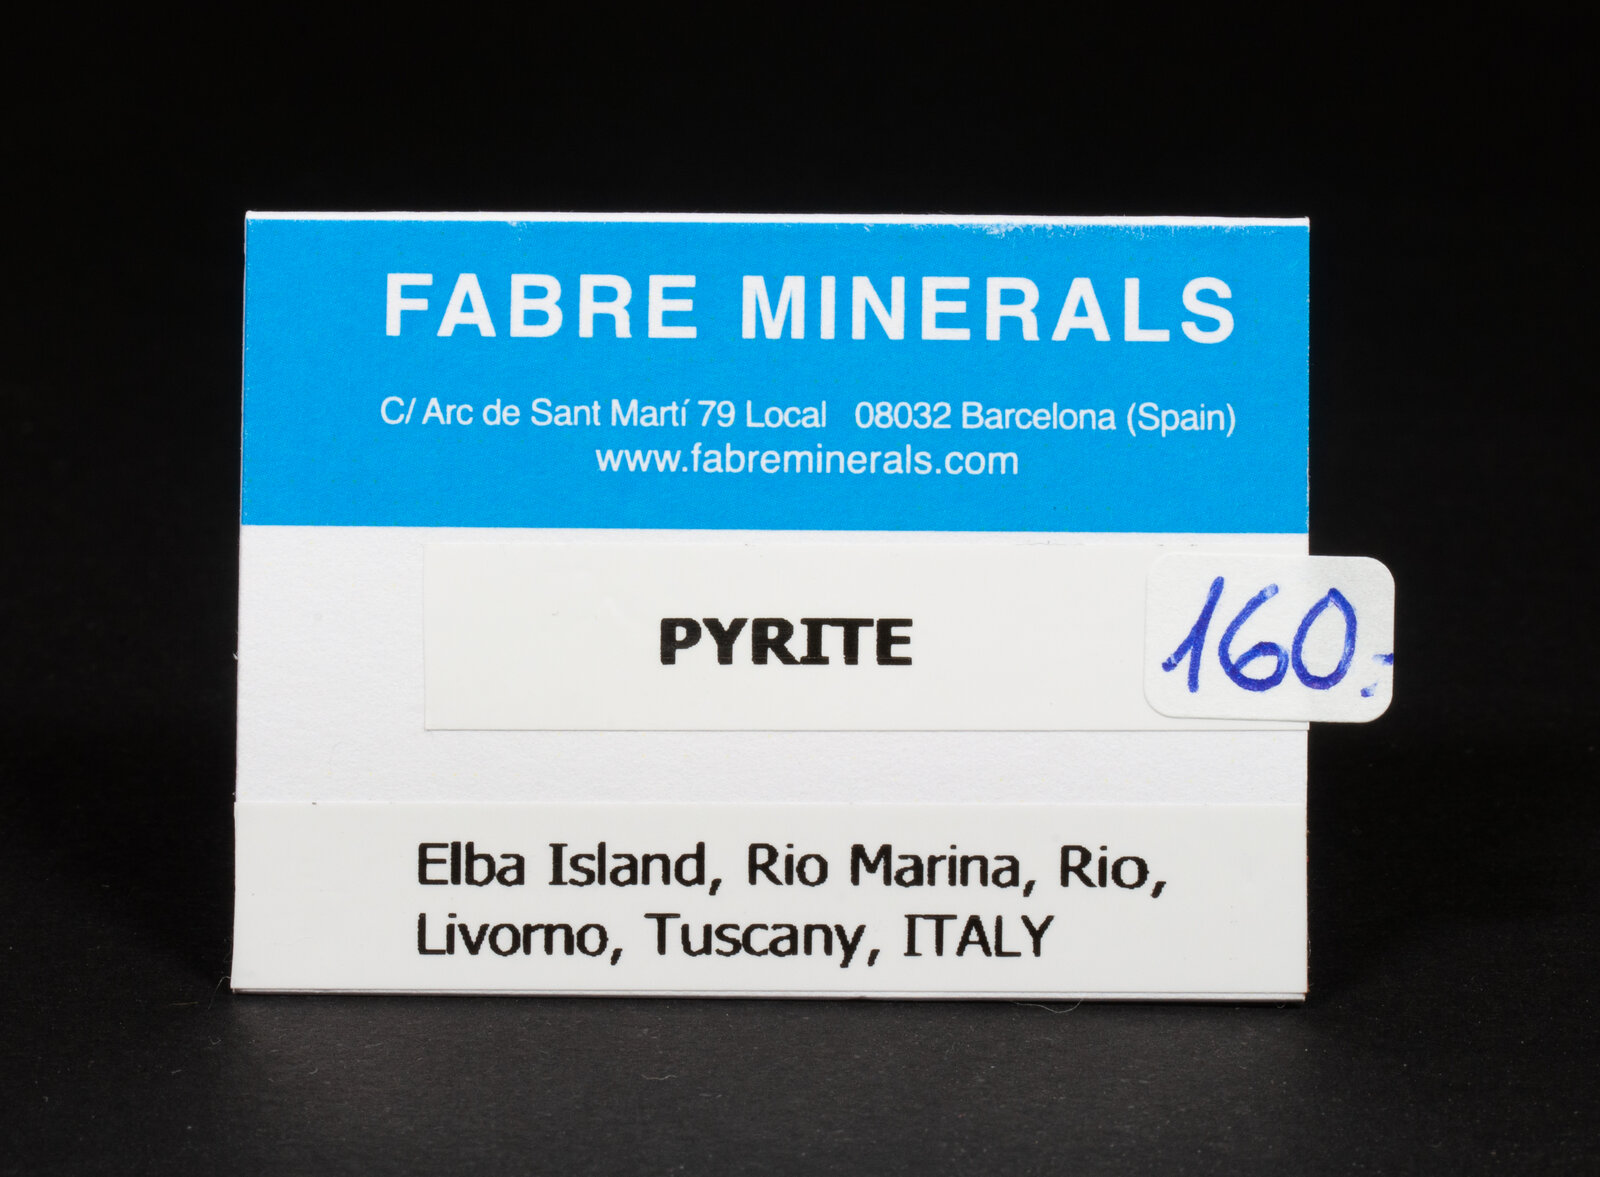 FABRE MINERALS
C/ Arc de Sant Martí 79 Local 08032 Barcelona (Spain)
www.fabreminerals.com
PYRITE
160.-
Elba Island, Rio Marina, Rio,
Livorno, Tuscany, ITALY